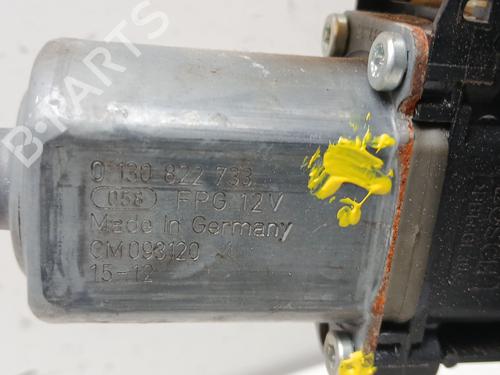 B-PARTS
0 130 822 733
058 FPG 12V
Made in Germany
CM093120
15-12